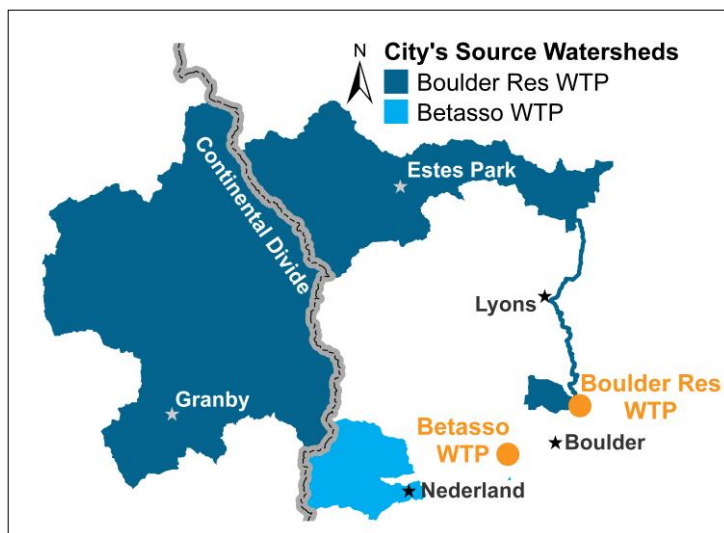 N
City's Source Watersheds
Boulder Res WTP
Betasso WTP
Continental Divide
Estes Park
Lyons
Granby
Boulder Res
WTP
Betasso
WTP
Boulder
Nederland